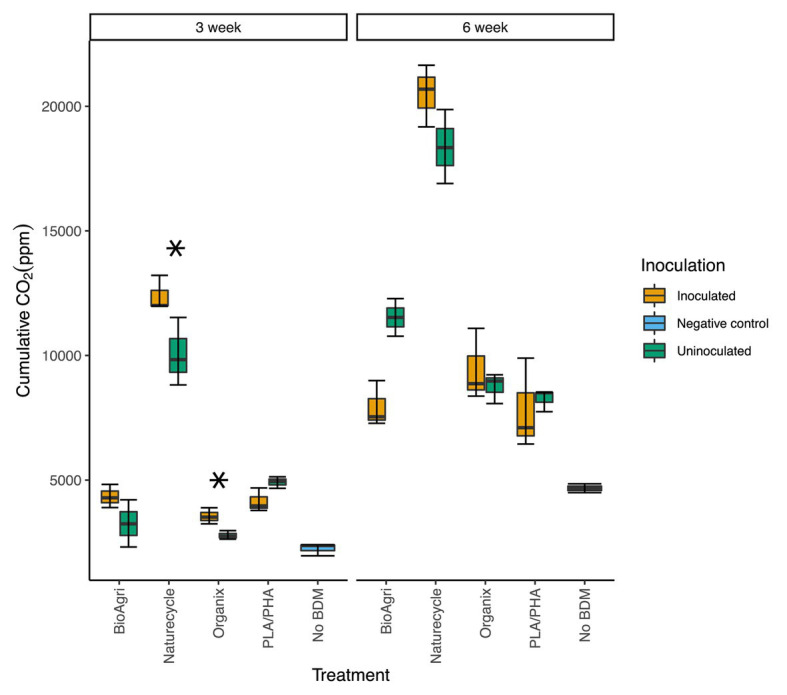 3 week
6 week
20000
15000
10000
5000
Cumulative CO₂(ppm)
BioAgri
Naturecycle
Organix
PLA/PHA
No BDM
BioAgri
Naturecycle
Organix
PLA/PHA
No BDM
Treatment
Inoculation
Inoculated
Negative control
Uninoculated